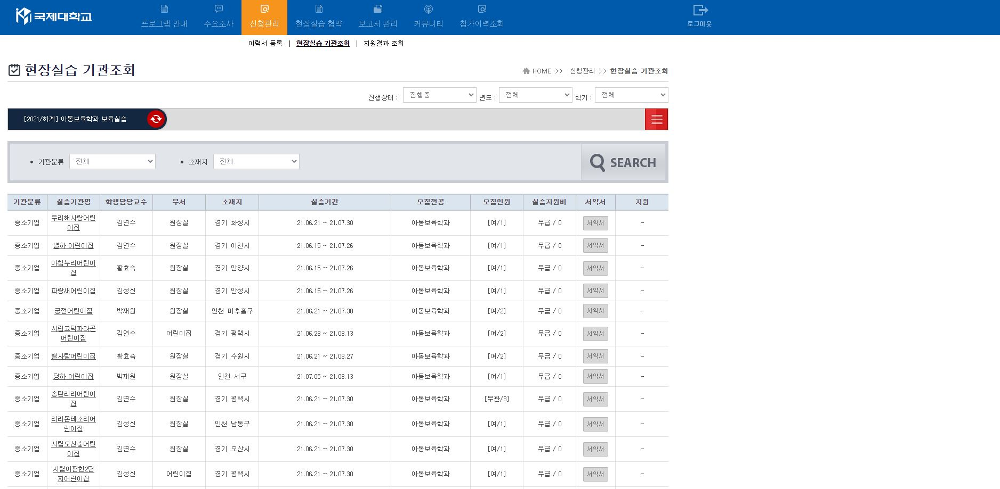 국제대학교
프로그램 안내 수요조사 신청관리 현장실습 협약 보고서 관리 커뮤니티 참가이력조회 로그아웃
이력서 등록 | 현장실습 기관조회 | 지원결과 조회
현장실습 기관조회
HOME >> 신청관리 >> 현장실습 기관조회
진행상태 : 진행중 년도 : 전체 학기 : 전체
[2021/하계] 아동보육학과 보육실습
• 기관분류 전체 • 소재지 전체 SEARCH
기관분류 실습기관명 학생담당교수 부서 소재지 실습기간 모집전공 모집인원 실습지원비 서약서 지원
중소기업 우리해사랑어린이집 김연수 원장실 경기 화성시 21.06.21 ~ 21.07.30 아동보육학과 [여/1] 무급 / 0 서약서 -
중소기업 별하 어린이집 김연수 원장실 경기 이천시 21.06.15 ~ 21.07.26 아동보육학과 [여/1] 무급 / 0 서약서 -
중소기업 아침누리어린이집 황효숙 원장실 경기 안양시 21.06.15 ~ 21.07.26 아동보육학과 [여/1] 무급 / 0 서약서 -
중소기업 파랑새어린이집 김성신 원장실 경기 안성시 21.06.15 ~ 21.07.26 아동보육학과 [여/1] 무급 / 0 서약서 -
중소기업 궁전어린이집 박재원 원장실 인천 미추홀구 21.06.21 ~ 21.07.30 아동보육학과 [여/2] 무급 / 0 서약서 -
중소기업 시립고덕파라곤어린이집 김연수 어린이집 경기 평택시 21.06.28 ~ 21.08.13 아동보육학과 [여/2] 무급 / 0 서약서 -
중소기업 별사탕어린이집 황효숙 원장실 경기 수원시 21.06.21 ~ 21.08.27 아동보육학과 [여/2] 무급 / 0 서약서 -
중소기업 당하 어린이집 박재원 원장실 인천 서구 21.07.05 ~ 21.08.13 아동보육학과 [여/1] 무급 / 0 서약서 -
중소기업 송탄리라어린이집 김연수 원장실 경기 평택시 21.06.21 ~ 21.07.30 아동보육학과 [무관/3] 무급 / 0 서약서 -
중소기업 리라몬테소리어린이집 김성신 원장실 인천 남동구 21.06.21 ~ 21.07.30 아동보육학과 [여/1] 무급 / 0 서약서 -
중소기업 시립오산숲어린이집 김연수 원장실 경기 오산시 21.06.21 ~ 21.07.30 아동보육학과 [여/1] 무급 / 0 서약서 -
중소기업 시립이편한2단지어린이집 김성신 어린이집 경기 평택시 21.06.21 ~ 21.07.30 아동보육학과 [여/1] 무급 / 0 서약서 -